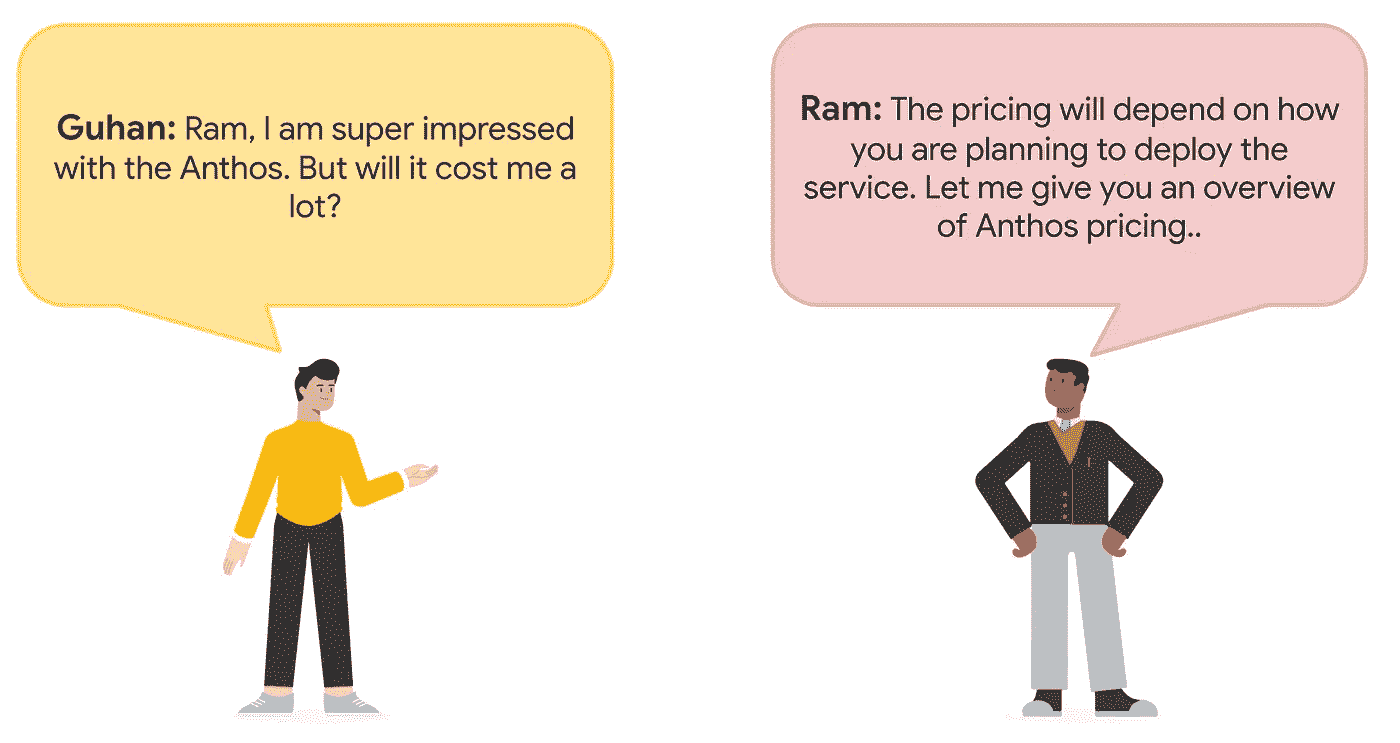 Guhan: Ram, I am super impressed
with the Anthos. But will it cost me a
lot?
Ram: The pricing will depend on how
you are planning to deploy the
service. Let me give you an overview
of Anthos pricing..